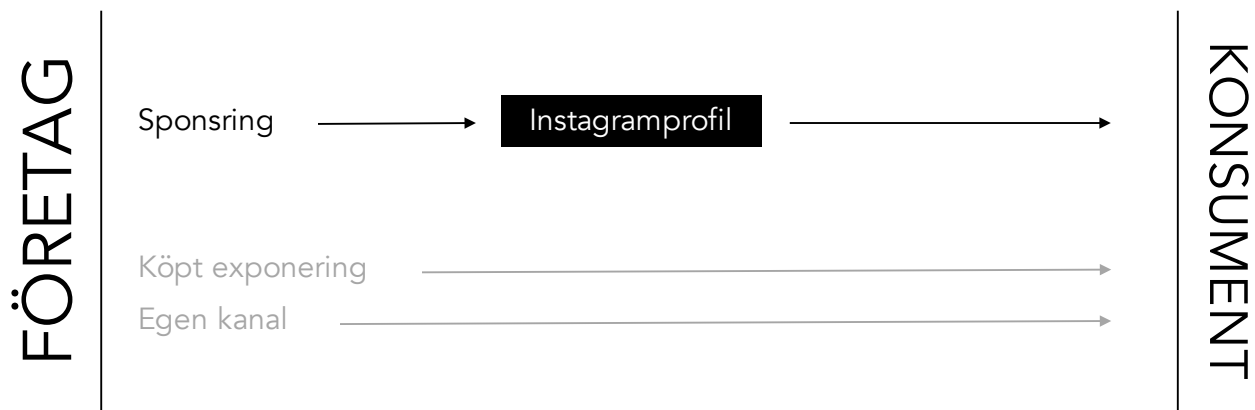 FÖRETAG
Sponsring
Instagramprofil
Köpt exponering
Egen kanal
KONSUMENT